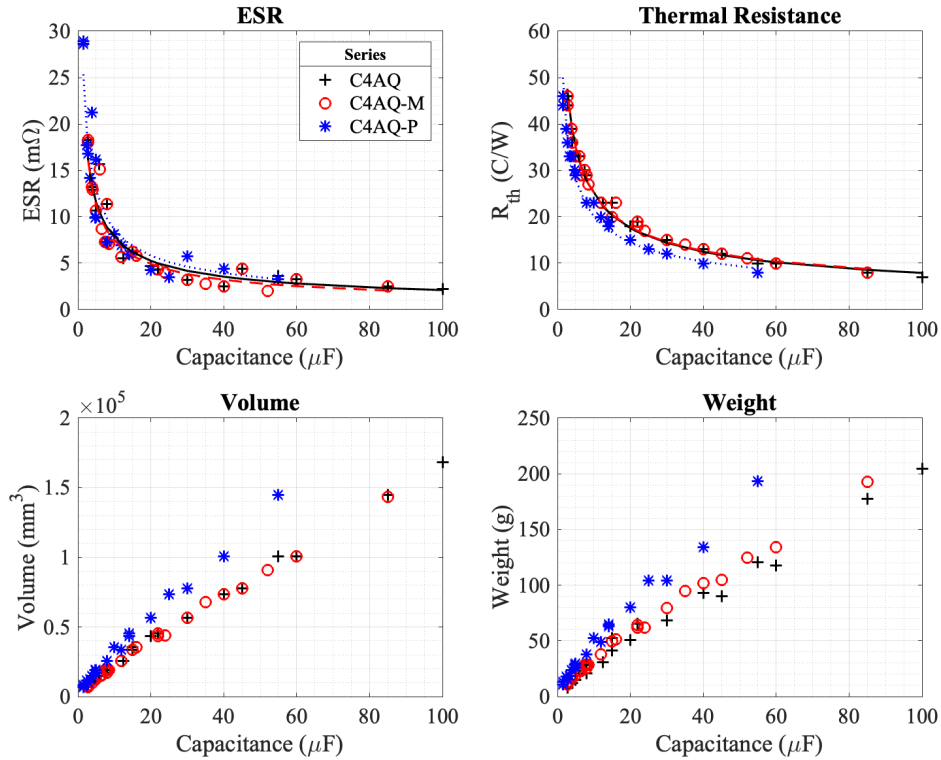 ESR
ESR (mΩ)
30
25
20
15
10
5
0
0 20 40 60 80 100
Capacitance (μF)
Series
C4AQ
C4AQ-M
C4AQ-P
Thermal Resistance
R_th (C/W)
60
50
40
30
20
10
0
0 20 40 60 80 100
Capacitance (μF)
Volume
×10^5
Volume (mm^3)
2
1.5
1
0.5
0
0 20 40 60 80 100
Capacitance (μF)
Weight
Weight (g)
250
200
150
100
50
0
0 20 40 60 80 100
Capacitance (μF)